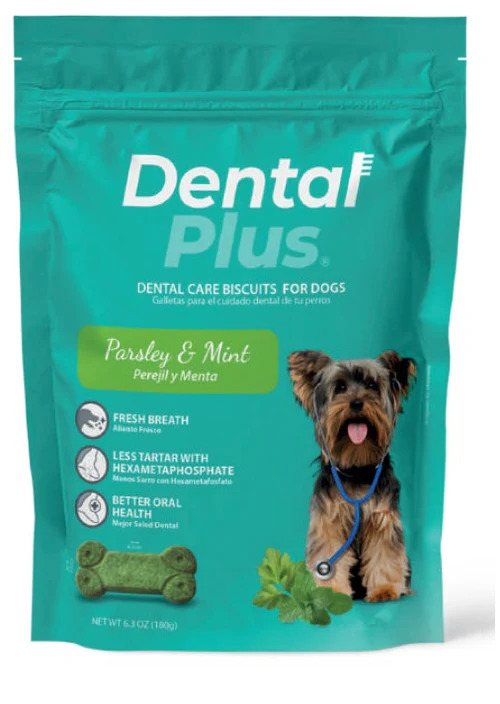 Dental
Plus®
DENTAL CARE BISCUITS FOR DOGS
Galletas para el cuidado dental de tu perros
Parsley & Mint
Perejil y Menta
FRESH BREATH
Aliento Fresco
LESS TARTAR WITH
HEXAMETAPHOSPHATE
Menos Sarro con Hexametafosfato
BETTER ORAL
HEALTH
Mejor Salud Dental
NET WT 6.3 OZ (180g)